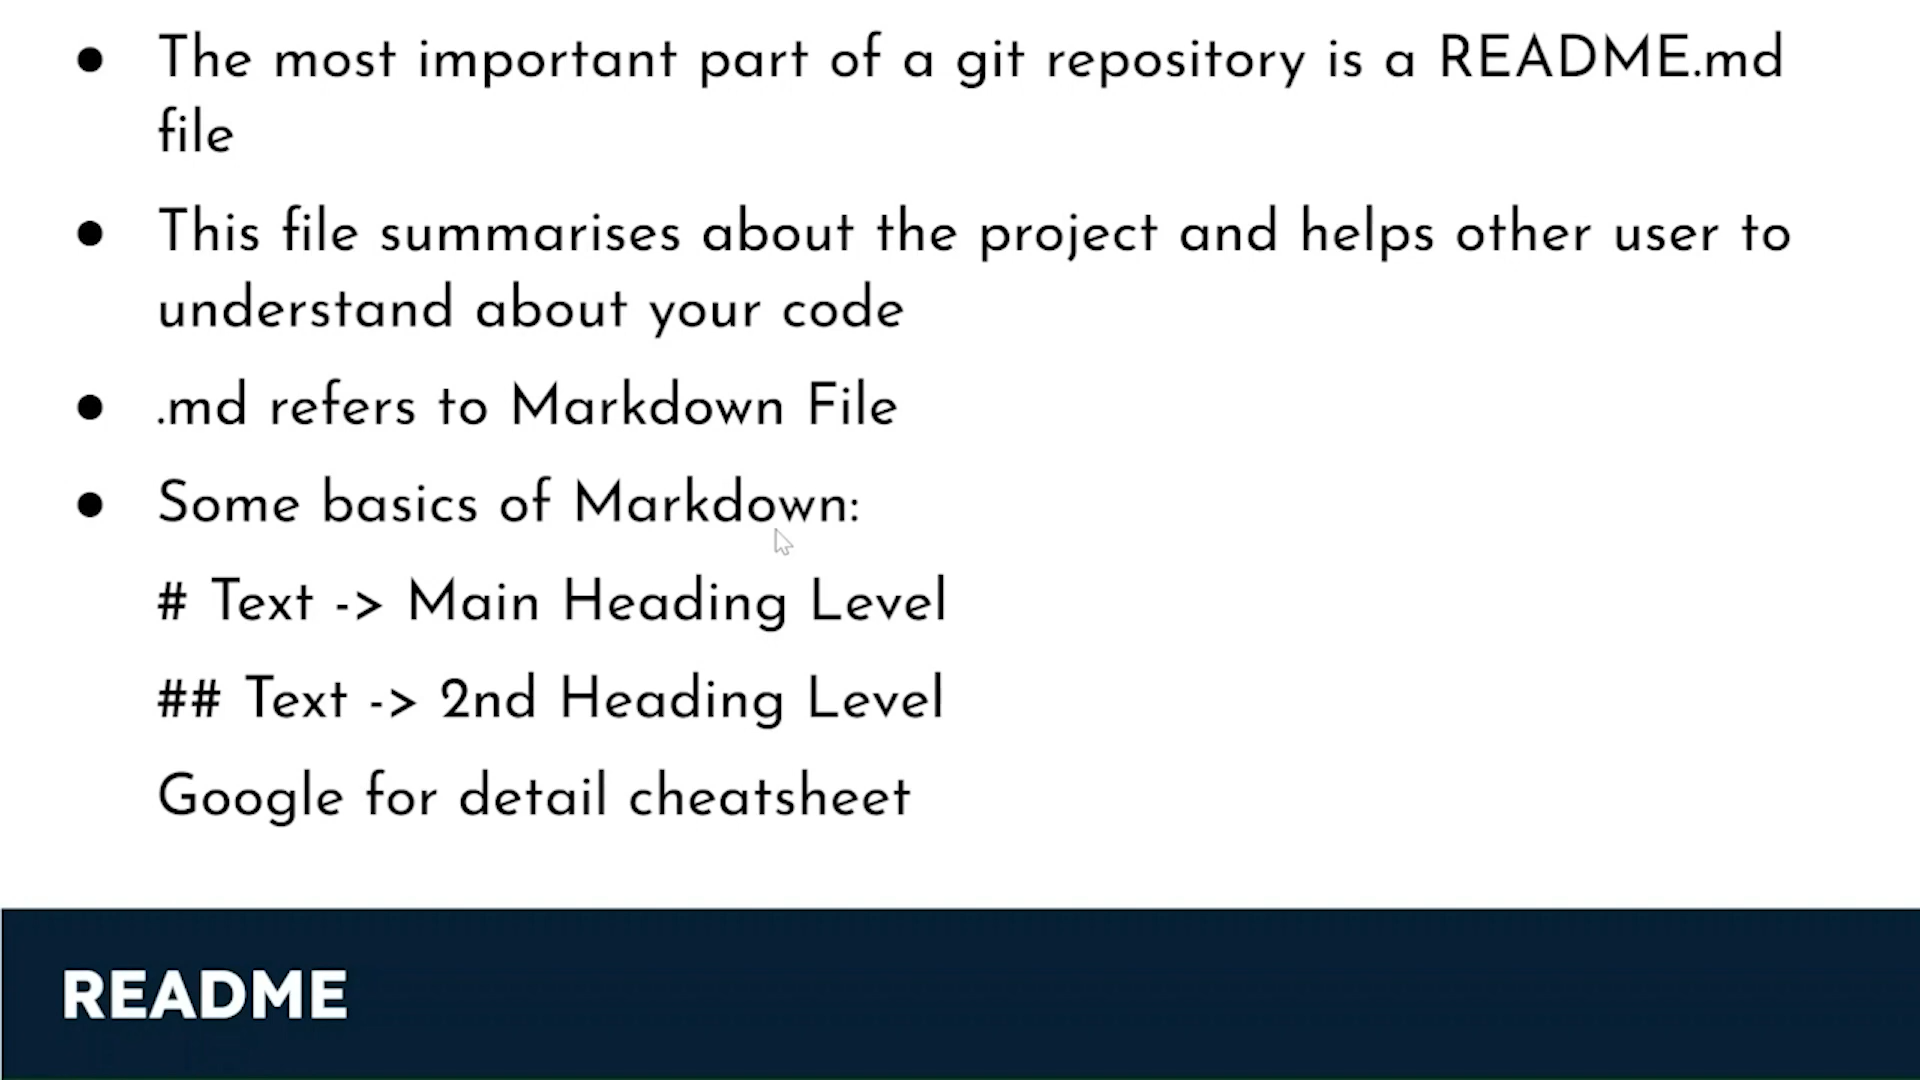 ● The most important part of a git repository is a README.md
file
● This file summarises about the project and helps other user to
understand about your code
● .md refers to Markdown File
● Some basics of Markdown:
# Text -> Main Heading Level
## Text -> 2nd Heading Level
Google for detail cheatsheet
README